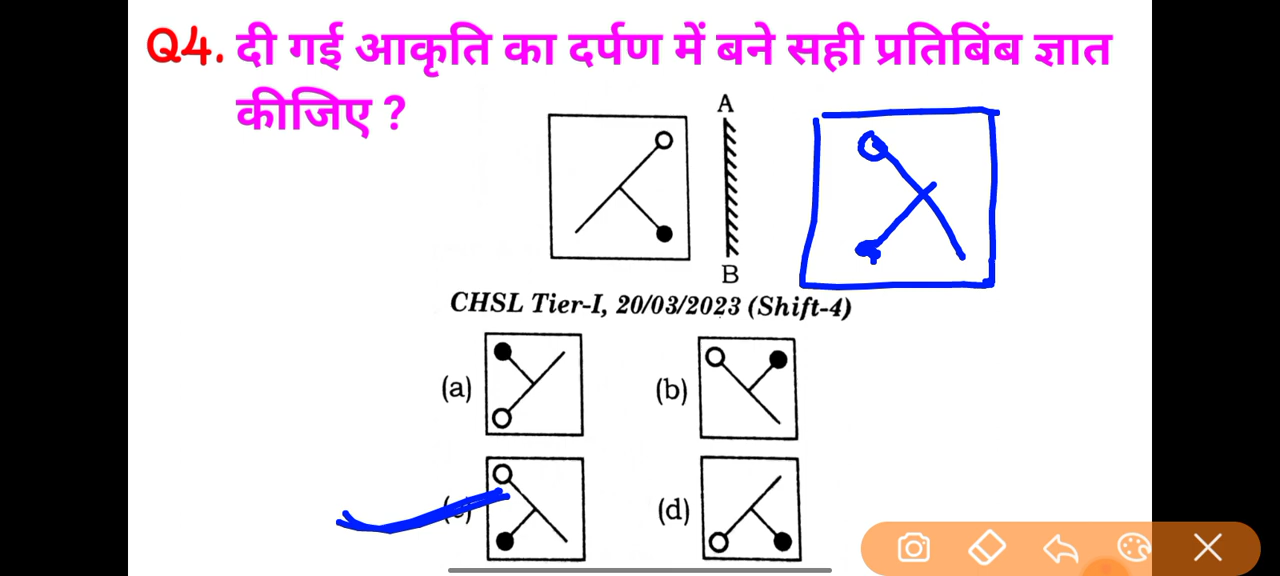 Q4. दी गई आकृति का दर्पण में बने सही प्रतिबिंब ज्ञात
कीजिए ?
A
B
CHSL Tier-I, 20/03/2023 (Shift-4)
(a)
(b)
(c)
(d)